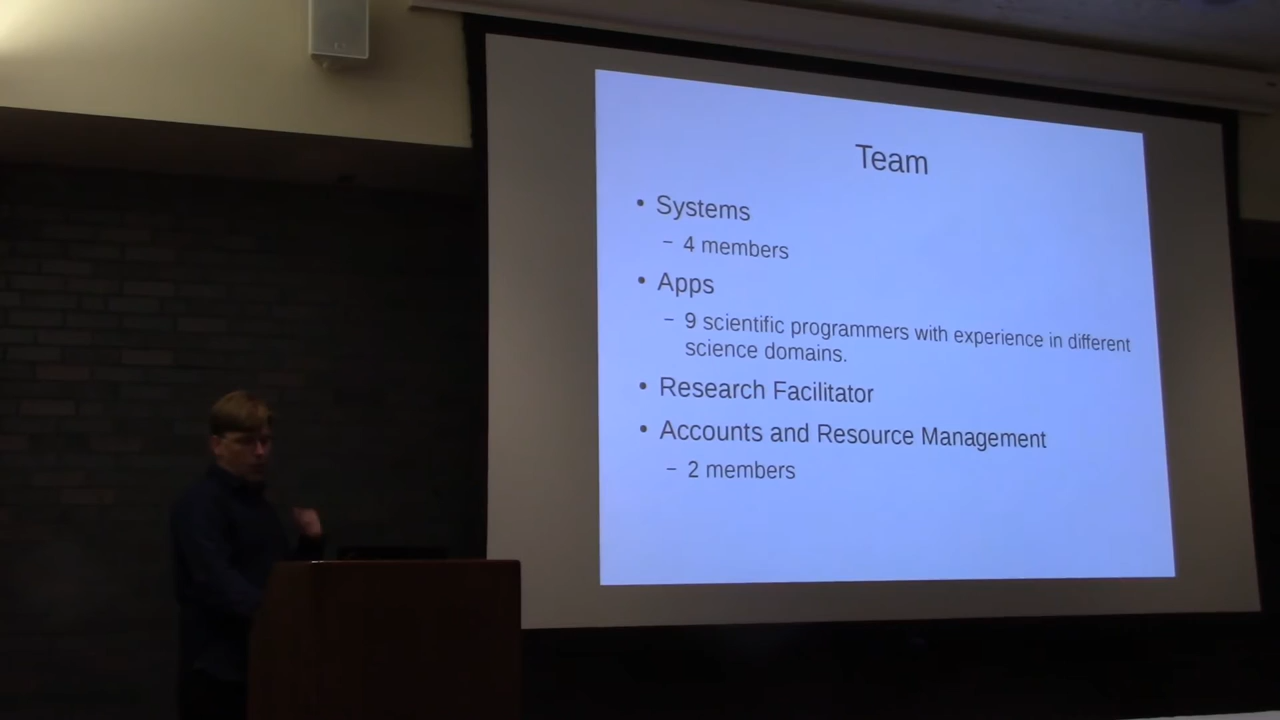 Team
• Systems
– 4 members
• Apps
– 9 scientific programmers with experience in different
science domains.
• Research Facilitator
• Accounts and Resource Management
– 2 members